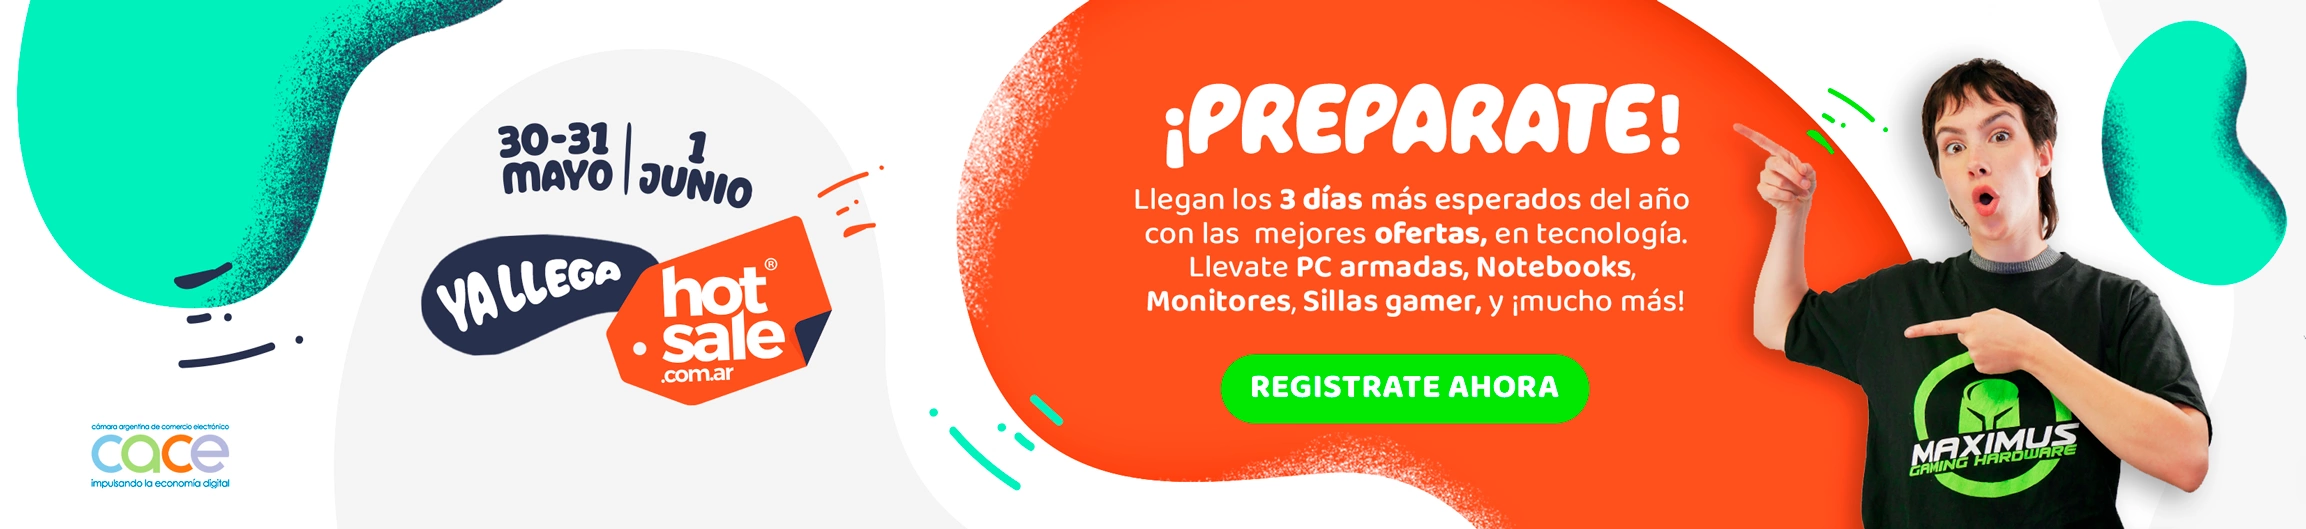 30-31
MAYO
1
JUNIO
YA LLEGA
hot®
sale
.com.ar
cámara argentina de comercio electrónico
cace
impulsando la economía digital
¡PREPARATE!
Llegan los 3 días más esperados del año
con las mejores ofertas, en tecnología.
Llevate PC armadas, Notebooks,
Monitores, Sillas gamer, y ¡mucho más!
REGISTRATE AHORA
MAXIMUS
GAMING HARDWARE